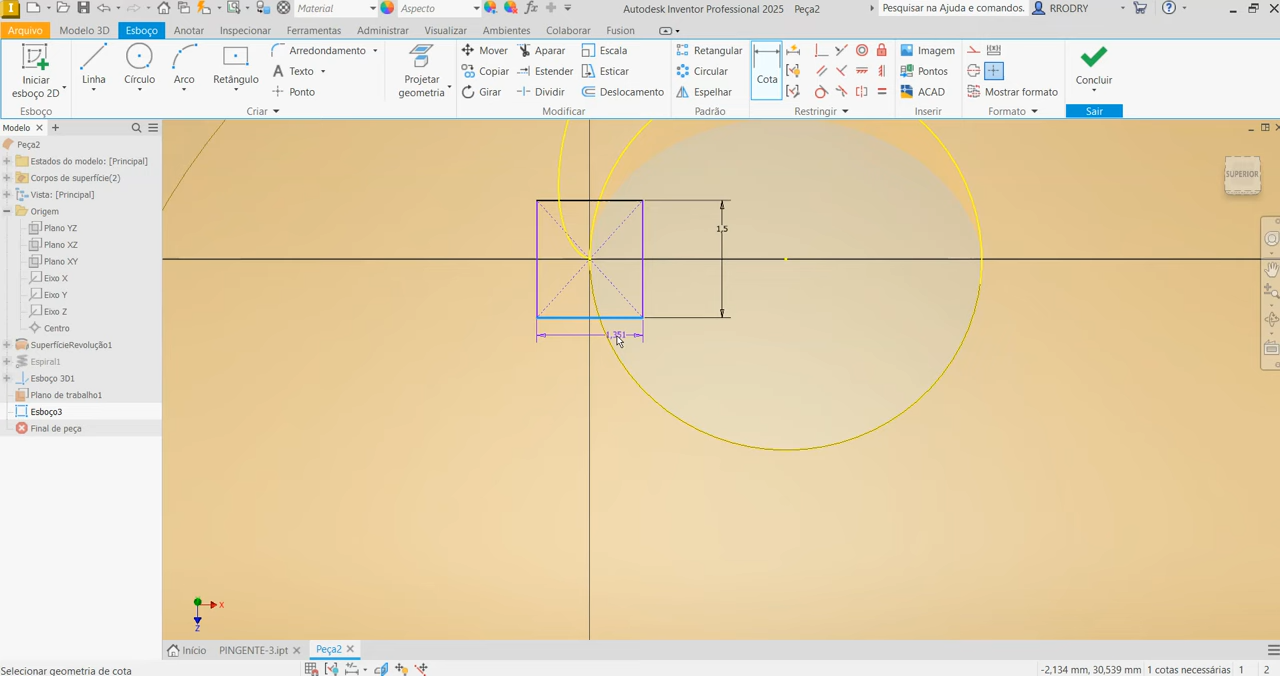 Material
Aspecto
Autodesk Inventor Professional 2025 Peça2
Pesquisar na Ajuda e comandos.
RRODRY
Arquivo
Modelo 3D
Esboço
Anotar
Inspecionar
Ferramentas
Administrar
Visualizar
Ambientes
Colaborar
Fusion
Iniciar
esboço 2D
Linha
Círculo
Arco
Retângulo
Arredondamento
Texto
Ponto
Projetar
geometria
Mover
Copiar
Girar
Aparar
Estender
Dividir
Escala
Esticar
Deslocamento
Retangular
Circular
Espelhar
Cota
Imagem
Pontos
ACAD
Mostrar formato
Concluir
Esboço
Criar
Modificar
Padrão
Restringir
Inserir
Formato
Sair
Modelo
Peça2
Estados do modelo: [Principal]
Corpos de superfície(2)
Vista: [Principal]
Origem
Plano YZ
Plano XZ
Plano XY
Eixo X
Eixo Y
Eixo Z
Centro
SuperfícieRevolução1
Espiral1
Esboço 3D1
Plano de trabalho1
Esboço3
Final de peça
SUPERIOR
1,5
1,351
X
Z
Início
PINGENTE-3.ipt
Peça2
Selecionar geometria de cota
-2,134 mm, 30,539 mm
1 cotas necessárias
1
2